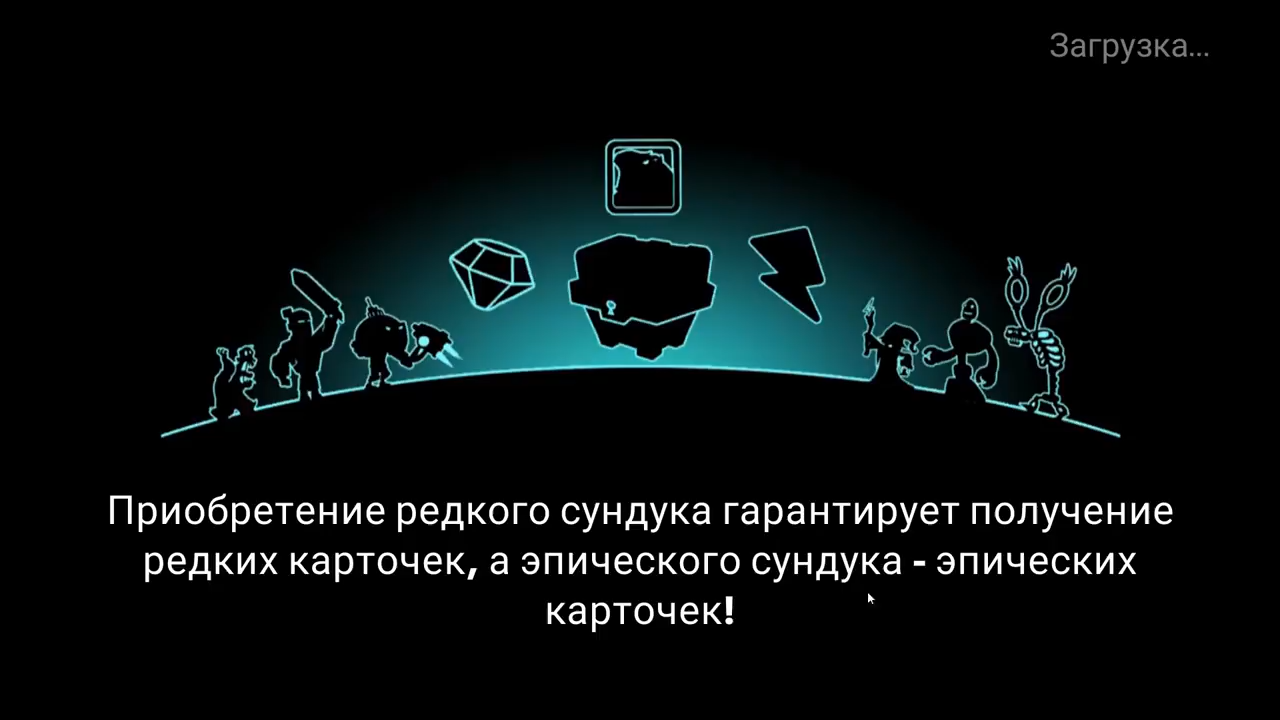 Загрузка...
Приобретение редкого сундука гарантирует получение
редких карточек, а эпического сундука - эпических
карточек!